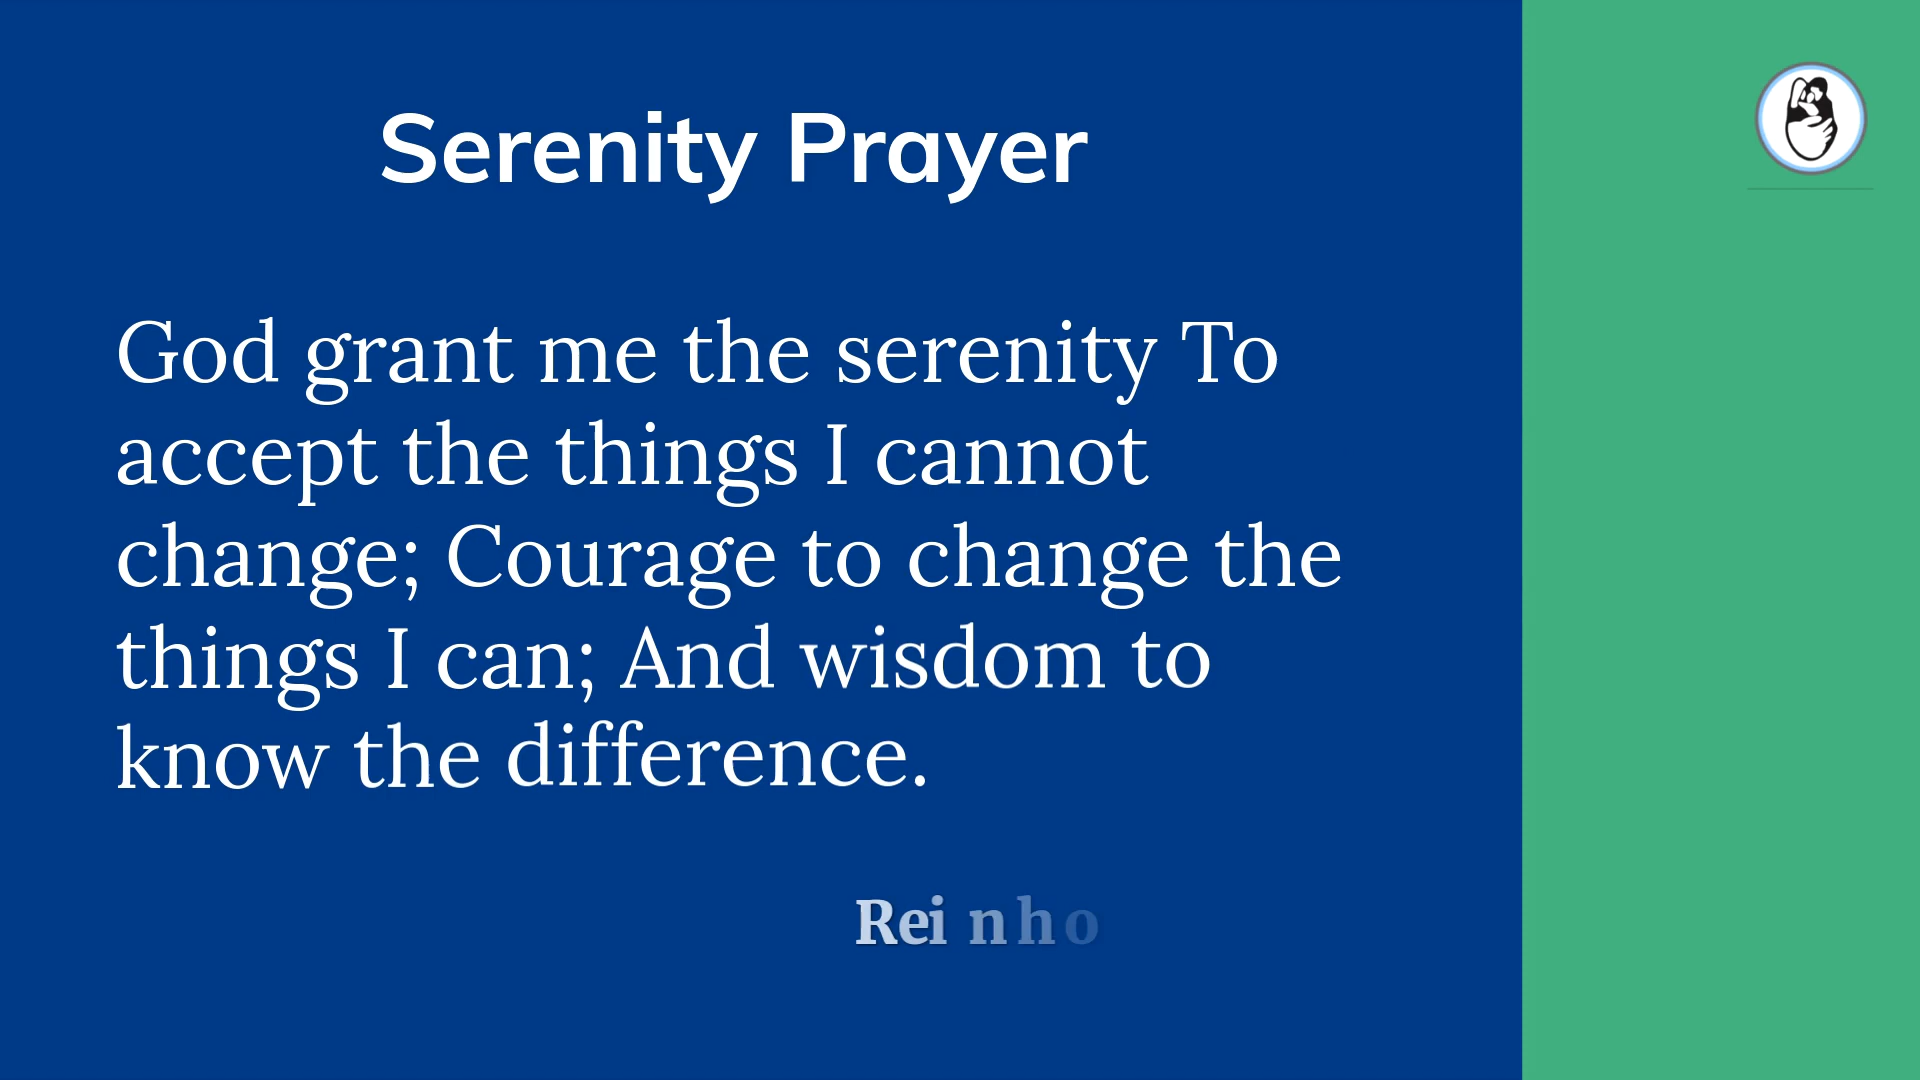 Serenity Prayer
God grant me the serenity To
accept the things I cannot
change; Courage to change the
things I can; And wisdom to
know the difference.
Reinho